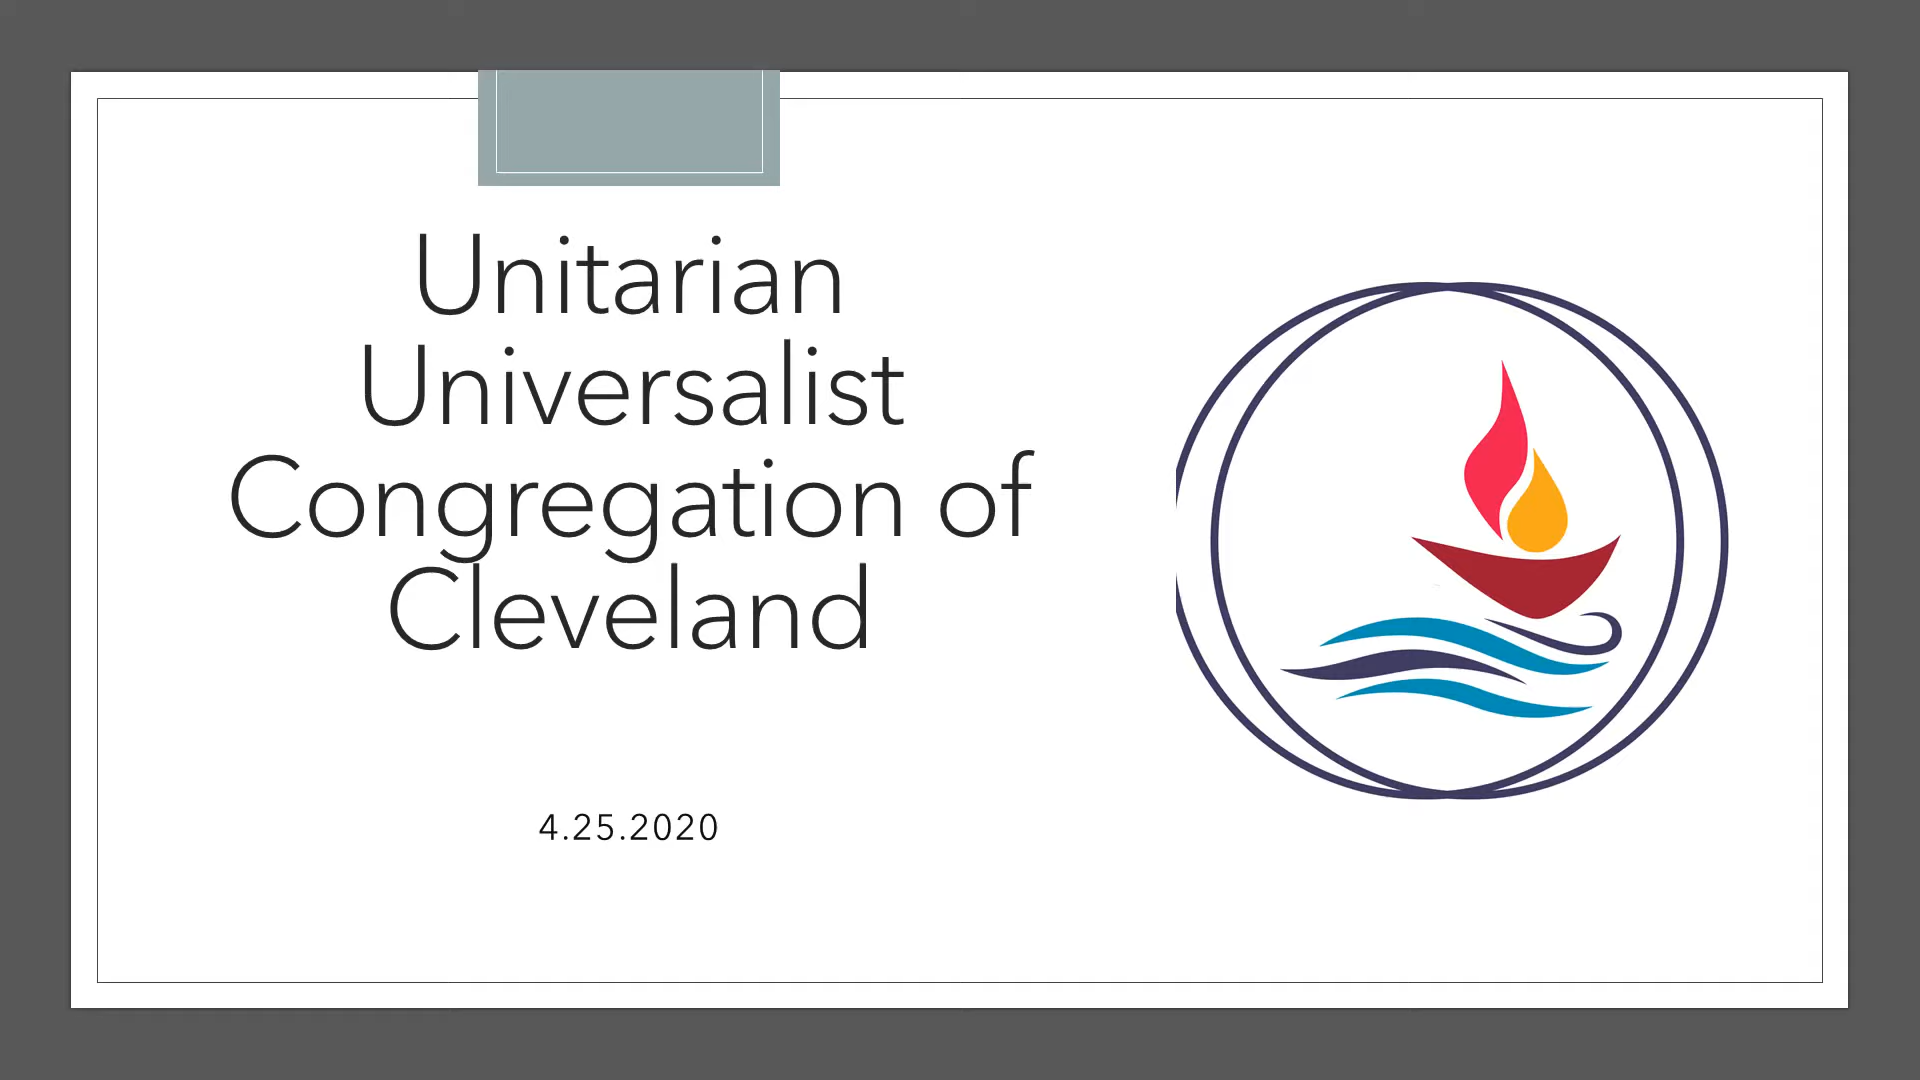 Unitarian
Universalist
Congregation of
Cleveland
4.25.2020